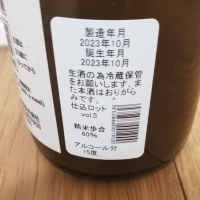 製造年月
2023年10月
誕生年月
2023年10月
生酒の為冷蔵保管
をお願いします。ま
た本酒はおりがら
みです。
仕込ロット
vol.5
精米歩合
60%
アルコール分
15度